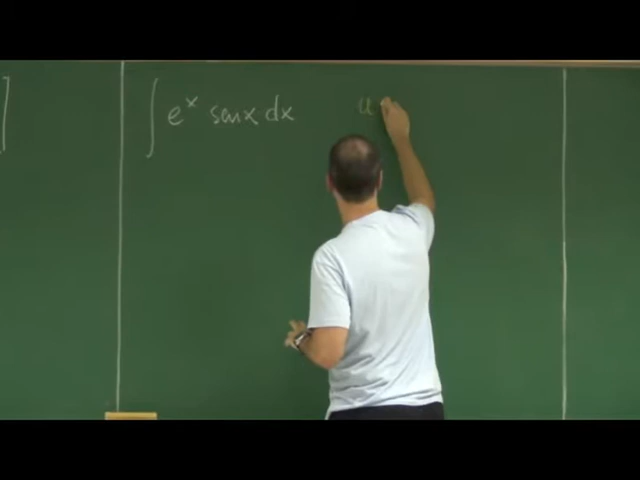 ∫ eˣ senx dx u
]